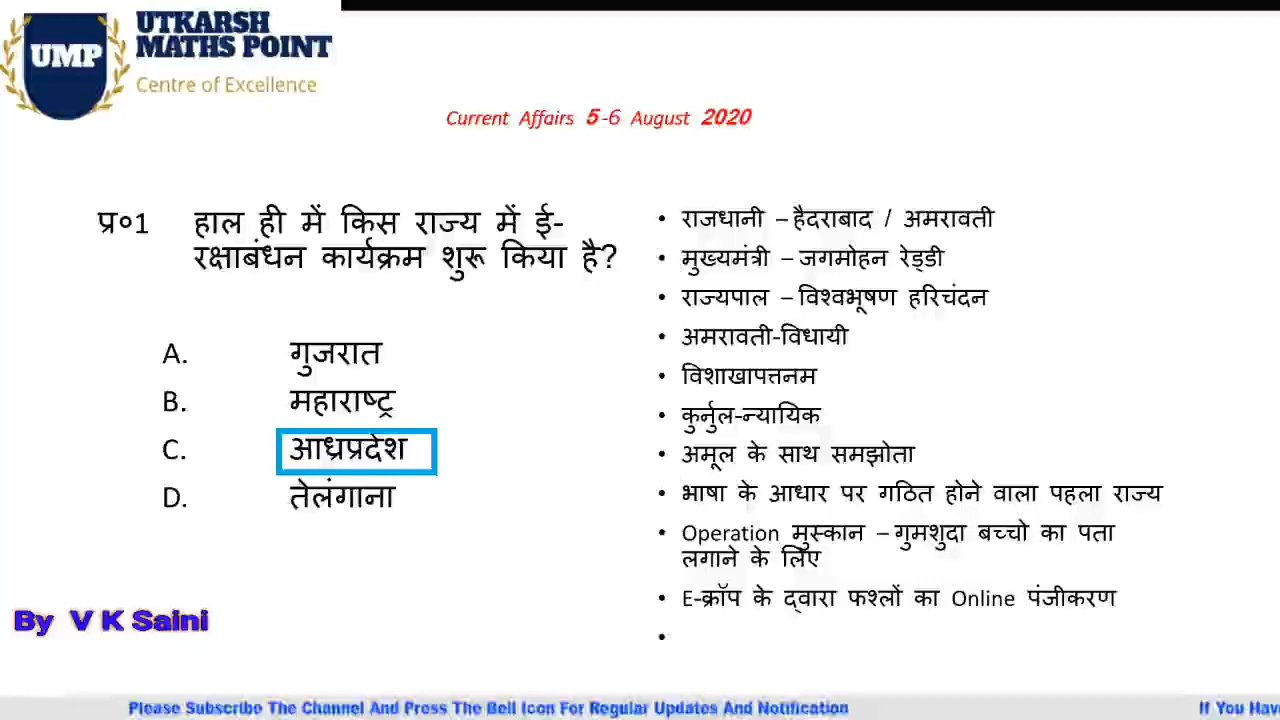 UMP
UTKARSH
MATHS POINT
Centre of Excellence
Current Affairs 5-6 August 2020
प्र०1 हाल ही में किस राज्य में ई-
रक्षाबंधन कार्यक्रम शुरू किया है?
A. गुजरात
B. महाराष्ट्र
C. आध्रप्रदेश
D. तेलंगाना
• राजधानी – हैदराबाद / अमरावती
• मुख्यमंत्री – जगमोहन रेड्डी
• राज्यपाल – विश्वभूषण हरिचंदन
• अमरावती-विधायी
• विशाखापत्तनम
• कुर्नुल-न्यायिक
• अमूल के साथ समझोता
• भाषा के आधार पर गठित होने वाला पहला राज्य
• Operation मुस्कान – गुमशुदा बच्चो का पता
लगाने के लिए
• E-क्रॉप के द्वारा फश्लों का Online पंजीकरण
•
By V K Saini
Please Subscribe The Channel And Press The Bell Icon For Regular Updates And Notification If You Hav